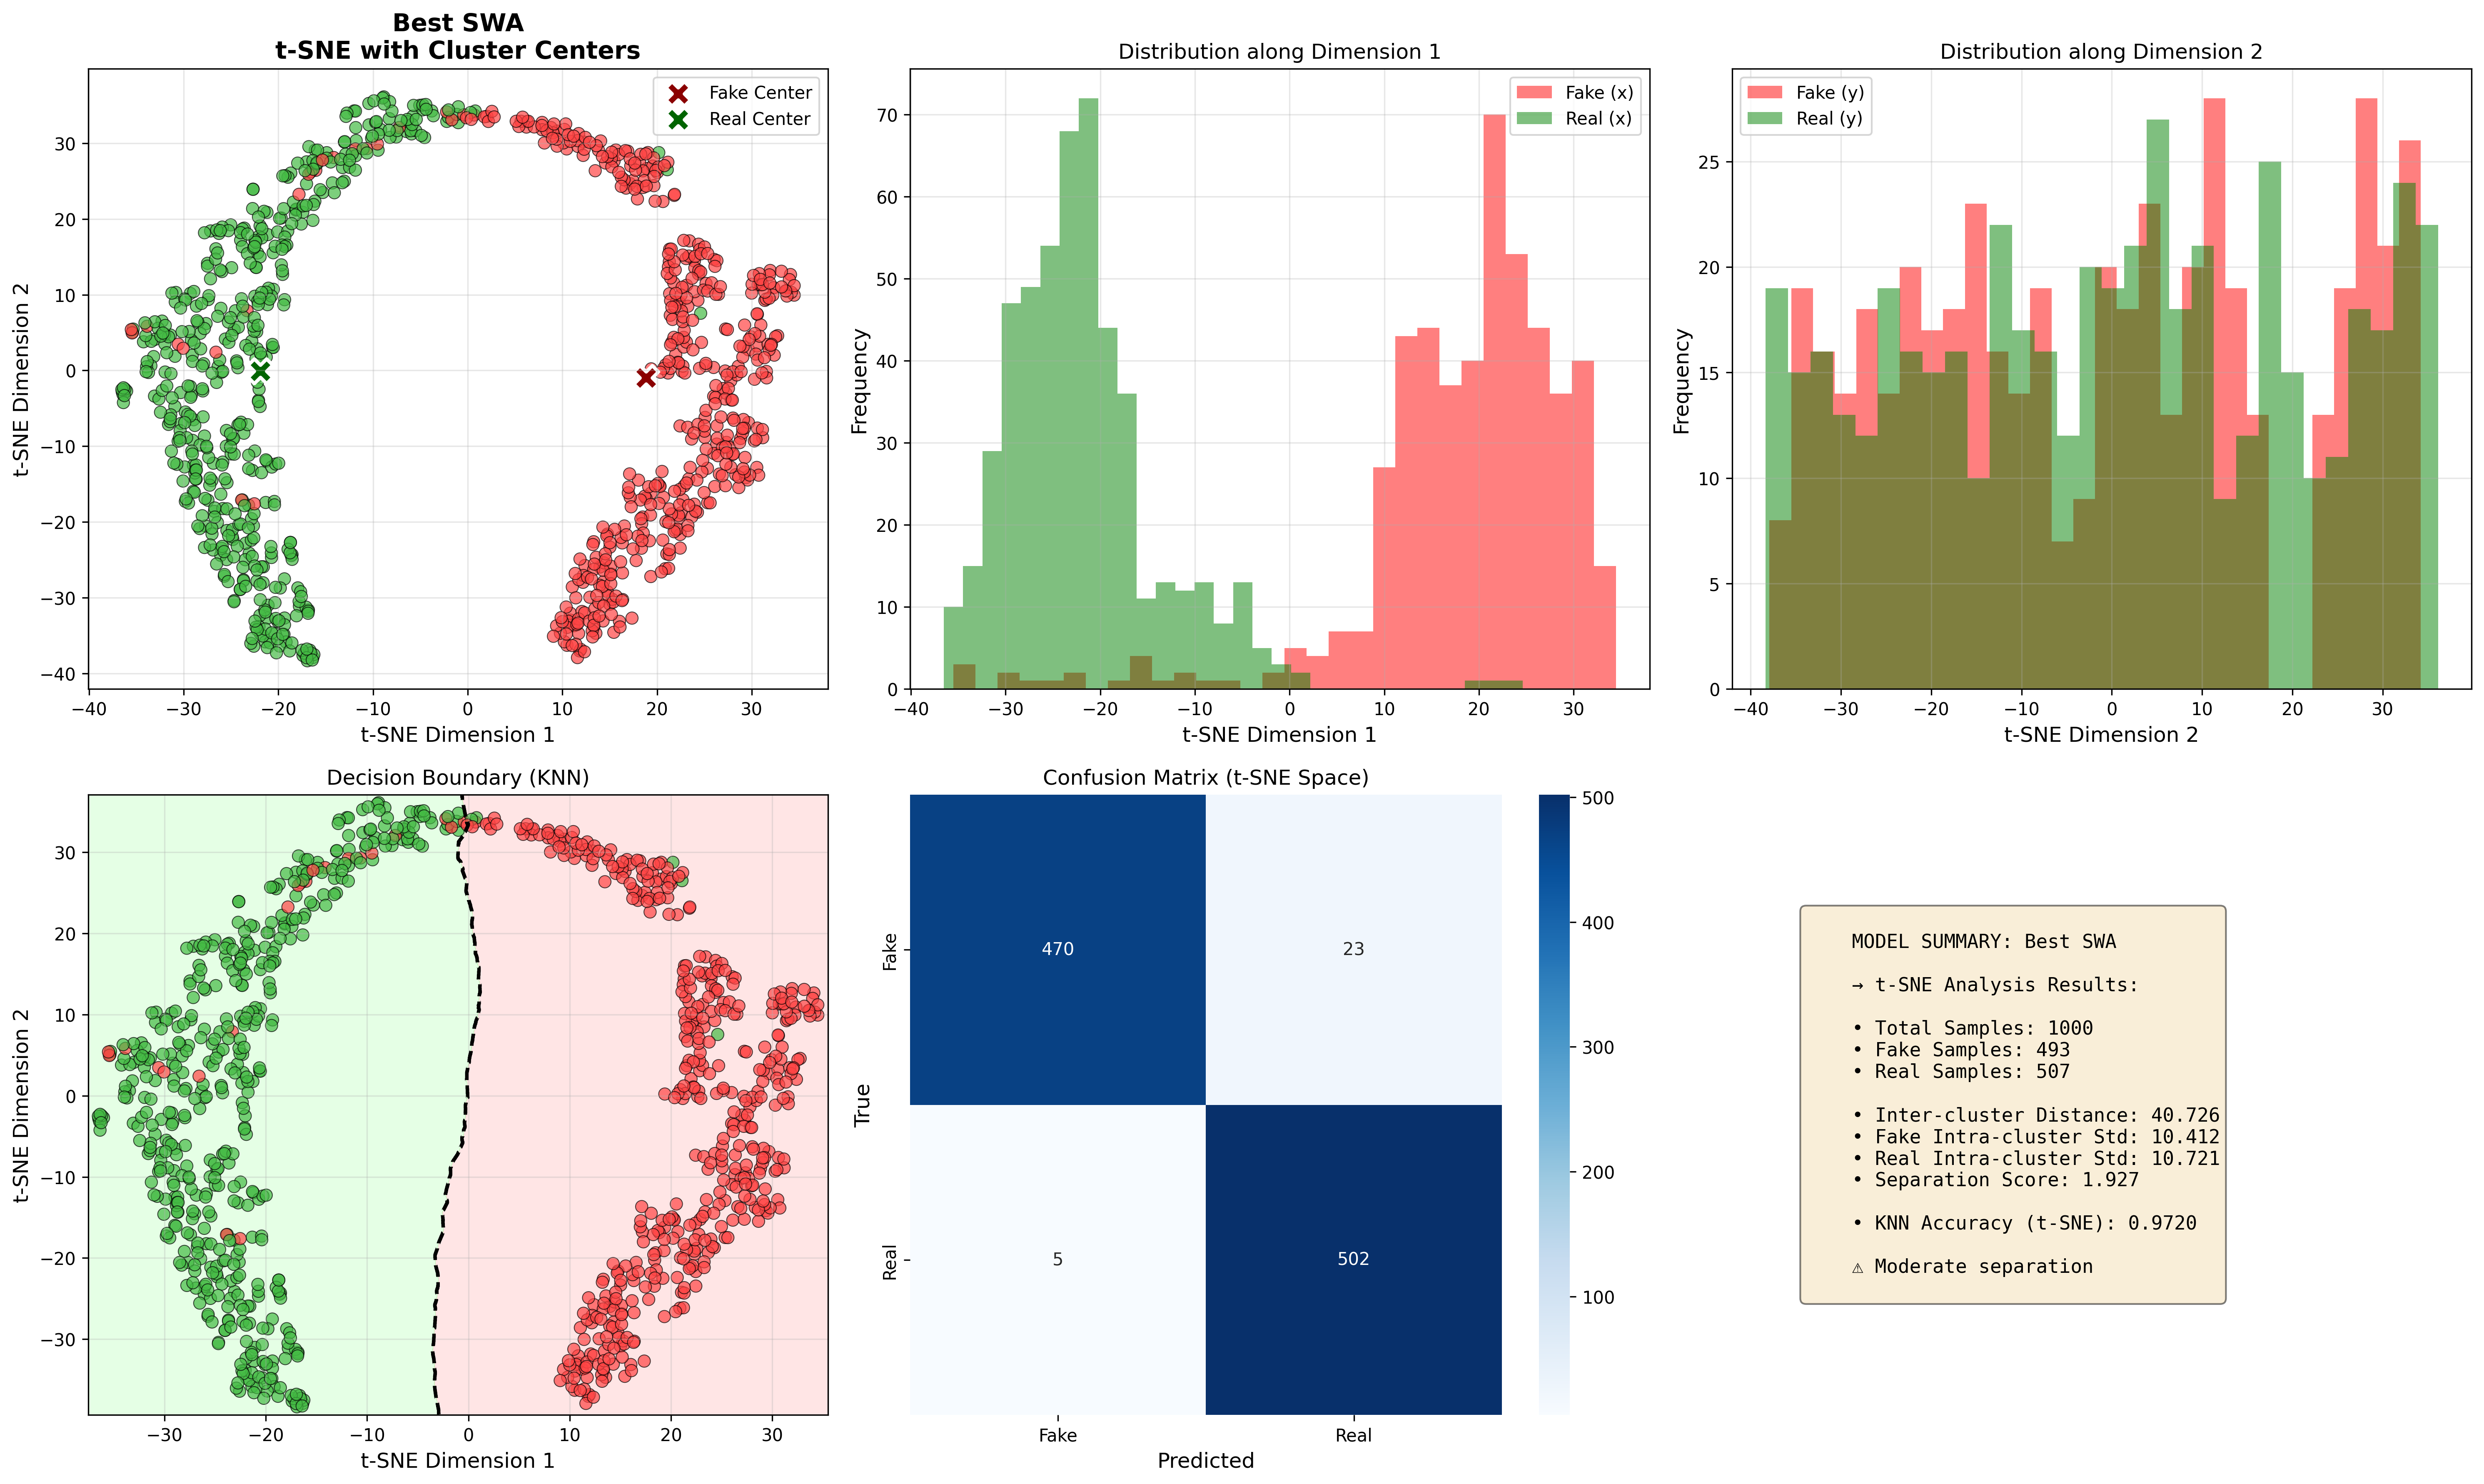 Best SWA
t-SNE with Cluster Centers
Fake Center
Real Center
30
20
10
0
−10
−20
−30
−40
t-SNE Dimension 2
−40 −30 −20 −10 0 10 20 30
t-SNE Dimension 1
Distribution along Dimension 1
Fake (x)
Real (x)
70
60
50
40
30
20
10
0
Frequency
−40 −30 −20 −10 0 10 20 30
t-SNE Dimension 1
Distribution along Dimension 2
Fake (y)
Real (y)
25
20
15
10
5
0
Frequency
−40 −30 −20 −10 0 10 20 30
t-SNE Dimension 2
Decision Boundary (KNN)
30
20
10
0
−10
−20
−30
t-SNE Dimension 2
−30 −20 −10 0 10 20 30
t-SNE Dimension 1
Confusion Matrix (t-SNE Space)
Fake
Real
True
470 23
5 502
Fake Real
Predicted
500
400
300
200
100
MODEL SUMMARY: Best SWA
→ t-SNE Analysis Results:
• Total Samples: 1000
• Fake Samples: 493
• Real Samples: 507
• Inter-cluster Distance: 40.726
• Fake Intra-cluster Std: 10.412
• Real Intra-cluster Std: 10.721
• Separation Score: 1.927
• KNN Accuracy (t-SNE): 0.9720
⚠ Moderate separation